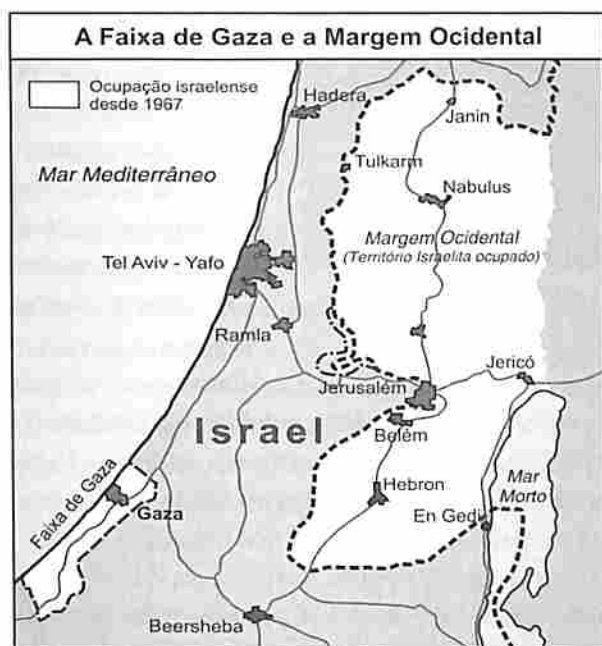 A Faixa de Gaza e a Margem Ocidental
Ocupação israelense
desde 1967
Hadera
Janin
Mar Mediterrâneo
Tulkarm
Nabulus
Margem Ocidental
(Território Israelita ocupado)
Tel Aviv - Yafo
Ramla
Jericó
Jerusalém
Israel
Belém
Mar
Morto
Hebron
En Gedi
Faixa de Gaza
Gaza
Beersheba